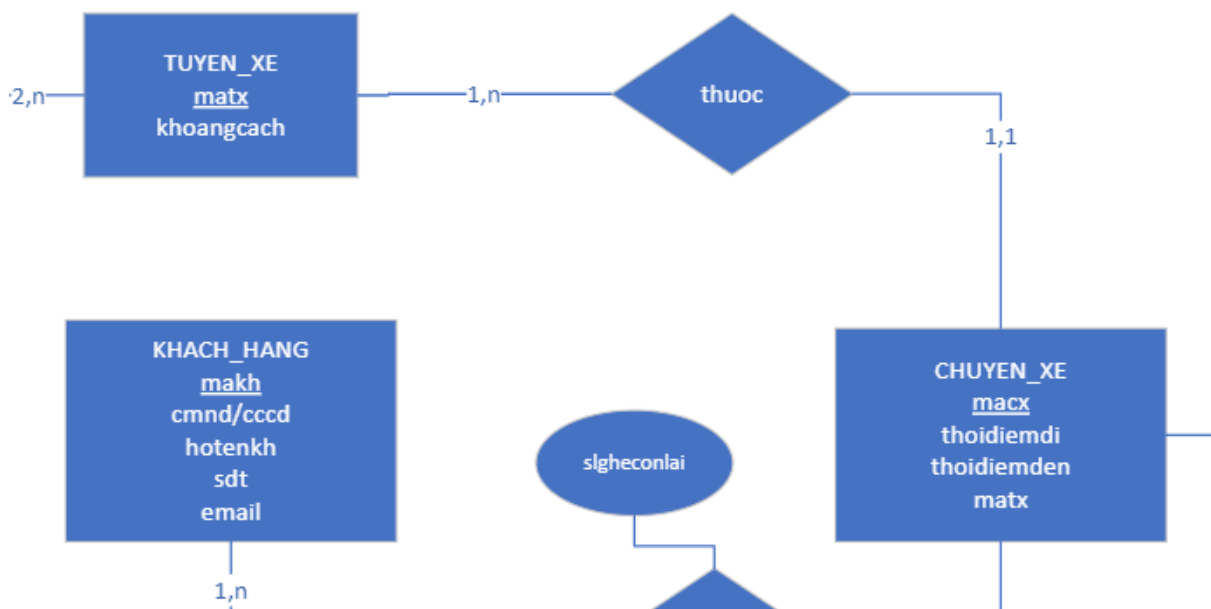 TUYEN_XE
matx
khoangcach
2,n
1,n
thuoc
1,1
KHACH_HANG
makh
cmnd/cccd
hotenkh
sdt
email
1,n
slgheconlai
CHUYEN_XE
macx
thoidiemdi
thoidiemden
matx